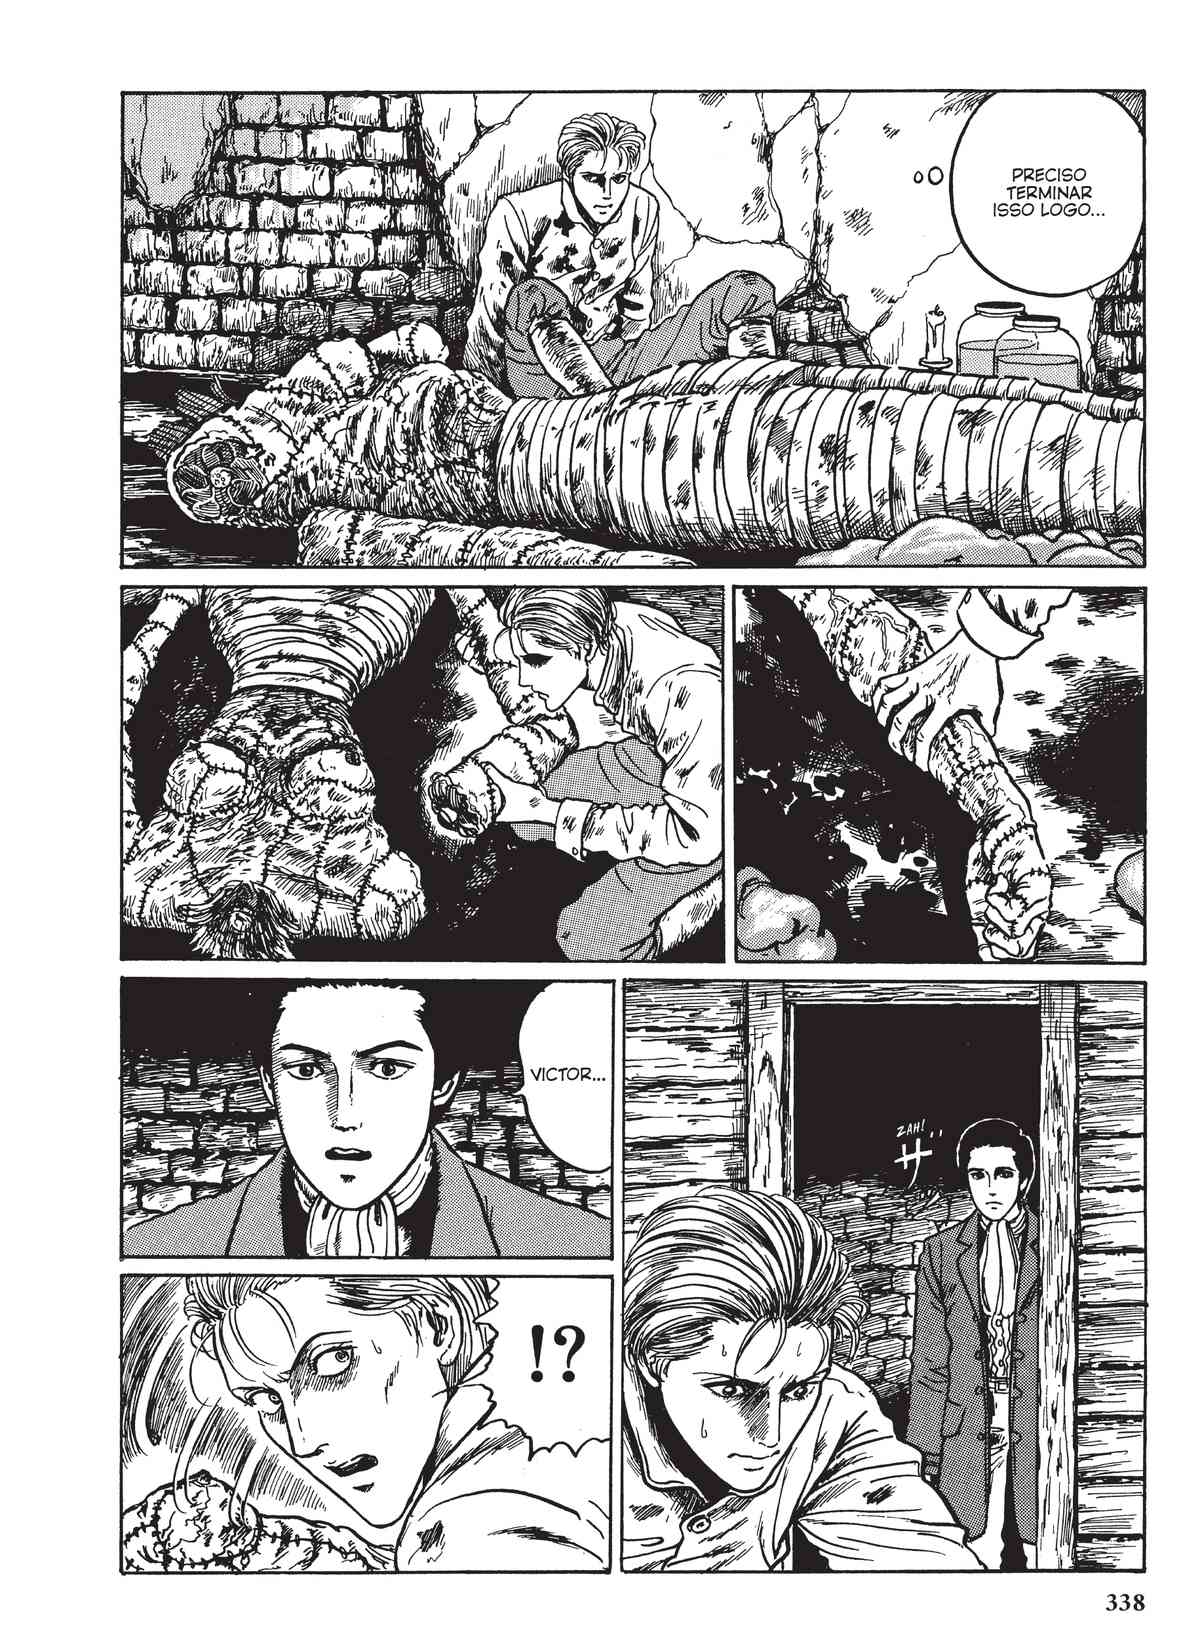 PRECISO
TERMINAR
ISSO LOGO...
ZAH!
ザ..
VICTOR...
!?
338